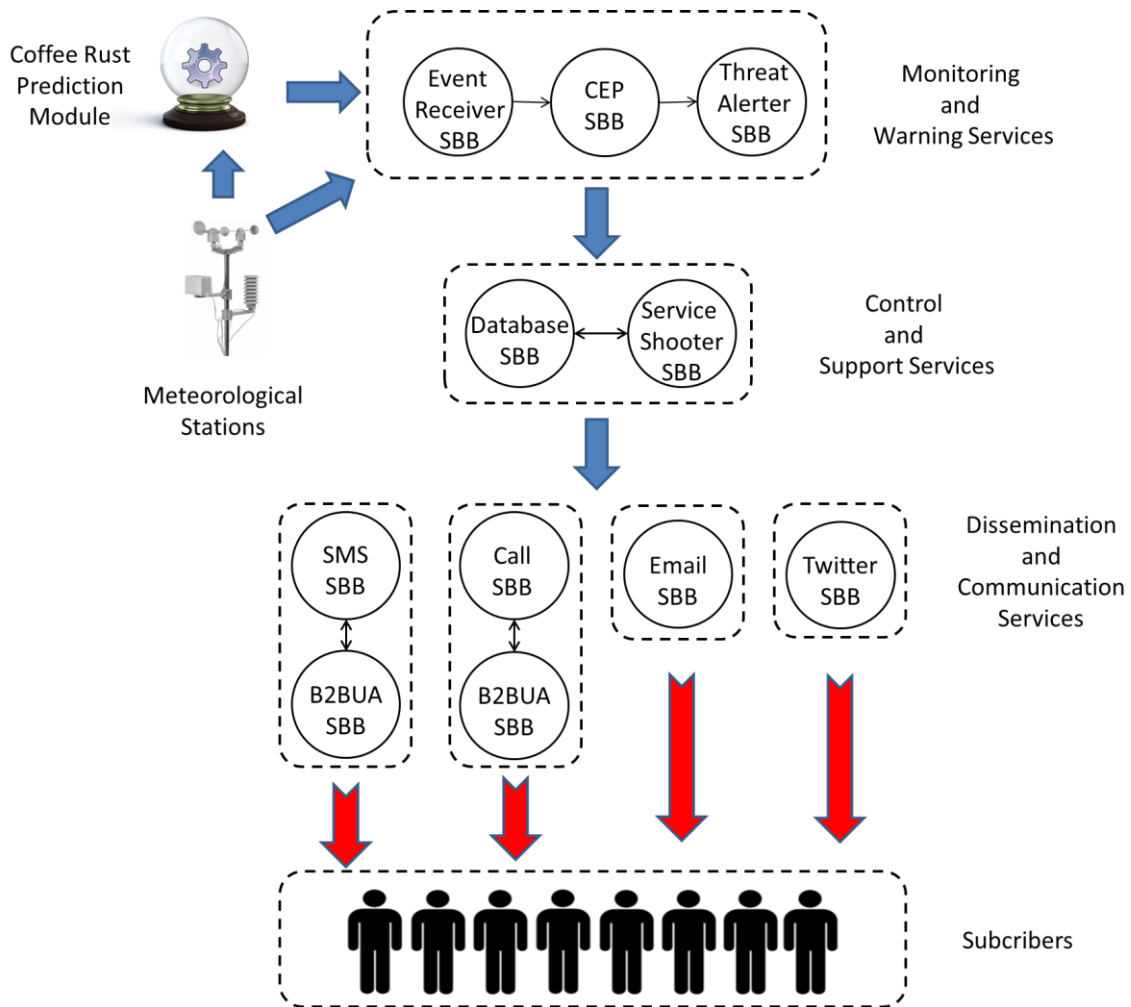 Coffee Rust
Prediction
Module
Event
Receiver
SBB
CEP
SBB
Threat
Alerter
SBB
Monitoring
and
Warning Services
Meteorological
Stations
Database
SBB
Service
Shooter
SBB
Control
and
Support Services
SMS
SBB
B2BUA
SBB
Call
SBB
B2BUA
SBB
Email
SBB
Twitter
SBB
Dissemination
and
Communication
Services
Subcribers